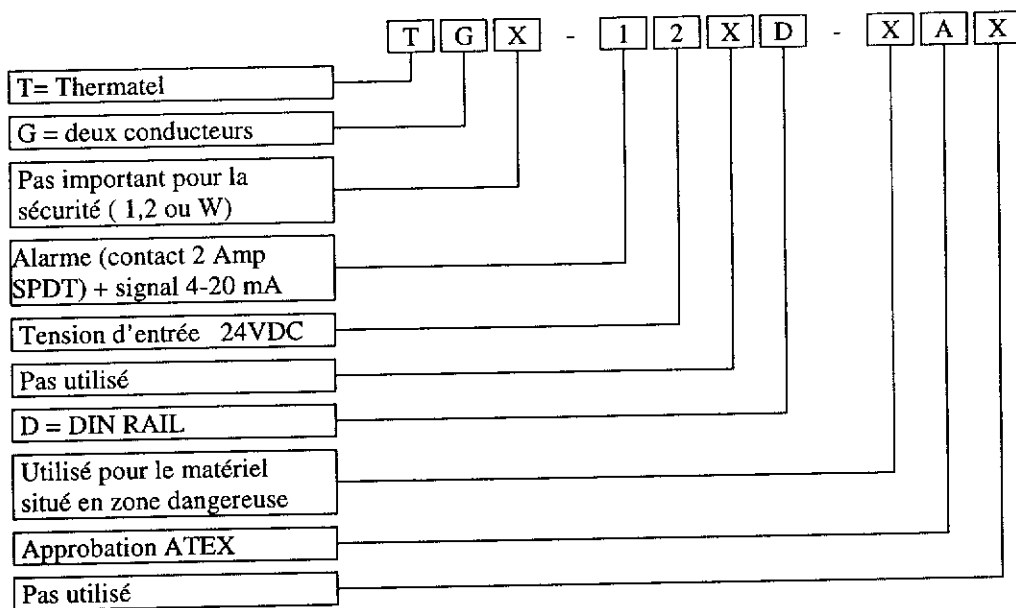 T G X - 1 2 X D - X A X
T= Thermatel
G = deux conducteurs
Pas important pour la
sécurité ( 1,2 ou W)
Alarme (contact 2 Amp
SPDT) + signal 4-20 mA
Tension d'entrée 24VDC
Pas utilisé
D = DIN RAIL
Utilisé pour le matériel
situé en zone dangereuse
Approbation ATEX
Pas utilisé